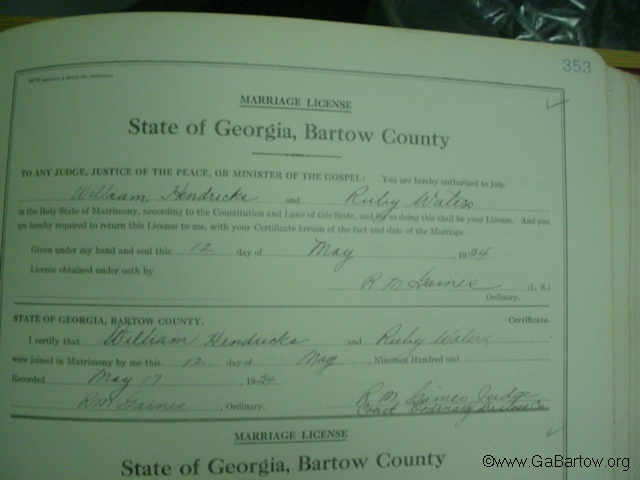 353
MARRIAGE LICENSE
State of Georgia, Bartow County
TO ANY JUDGE, JUSTICE OF THE PEACE, OR MINISTER OF THE GOSPEL: You are hereby authorized to join:
William Hendricks and Ruby Waters
in the Holy State of Matrimony, according to the Constitution and Laws of this State, and for so doing this shall be your License. And you
are hereby required to return this License to me, with your Certificate hereon of the fact and date of the Marriage.
Given under my hand and seal this 12 day of May , 1934
License obtained under oath by
R M Gaines (L. S.)
Ordinary.
STATE OF GEORGIA, BARTOW COUNTY. Certificate.
I certify that William Hendricks and Ruby Waters
were joined in Matrimony by me this 12 day of May , Nineteen Hundred and
Recorded, May 17 , 1934
RM Gaines , Ordinary. R M Gaines Judge
Court Ordinary Bartow Co
MARRIAGE LICENSE
State of Georgia, Bartow County
©www.GaBartow.org